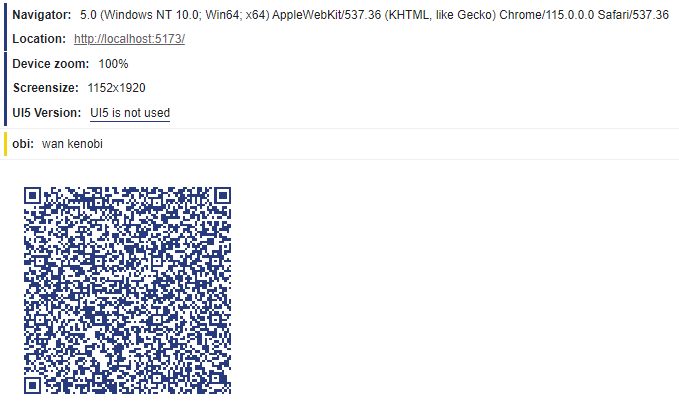 Navigator: 5.0 (Windows NT 10.0; Win64; x64) AppleWebKit/537.36 (KHTML, like Gecko) Chrome/115.0.0.0 Safari/537.36
Location: http://localhost:5173/
Device zoom: 100%
Screensize: 1152x1920
UI5 Version: UI5 is not used
obi: wan kenobi